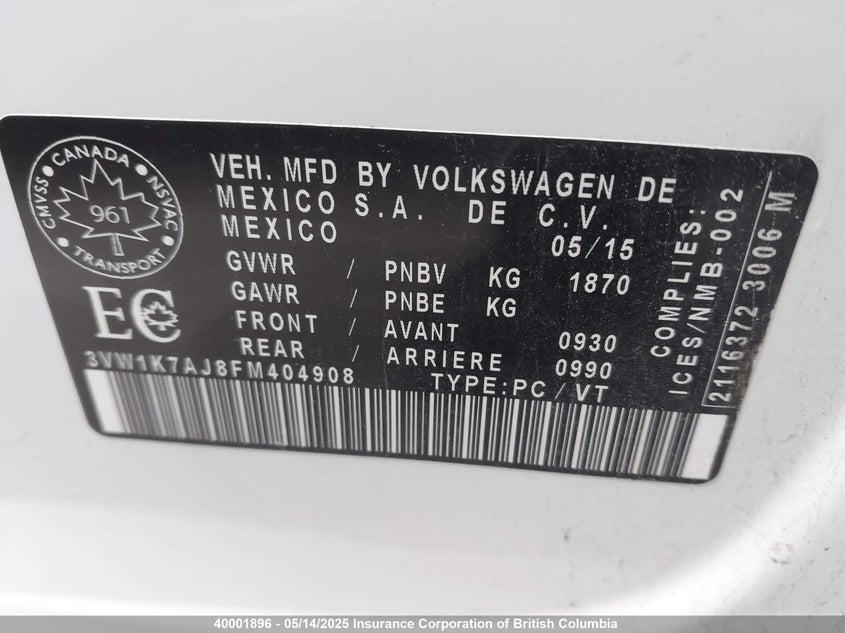 CANADA
CMVSS
NSVAC
961
TRANSPORT
VEH. MFD BY VOLKSWAGEN DE
MEXICO S.A. DE C.V.
MEXICO 05/15
GVWR / PNBV KG 1870
GAWR / PNBE KG
FRONT / AVANT 0930
REAR / ARRIERE 0990
3VW1K7AJ8FM404908 TYPE:PC/VT
EC
COMPLIES:
ICES/NMB-002
2116372 3006 M
40001896 - 05/14/2025 Insurance Corporation of British Columbia